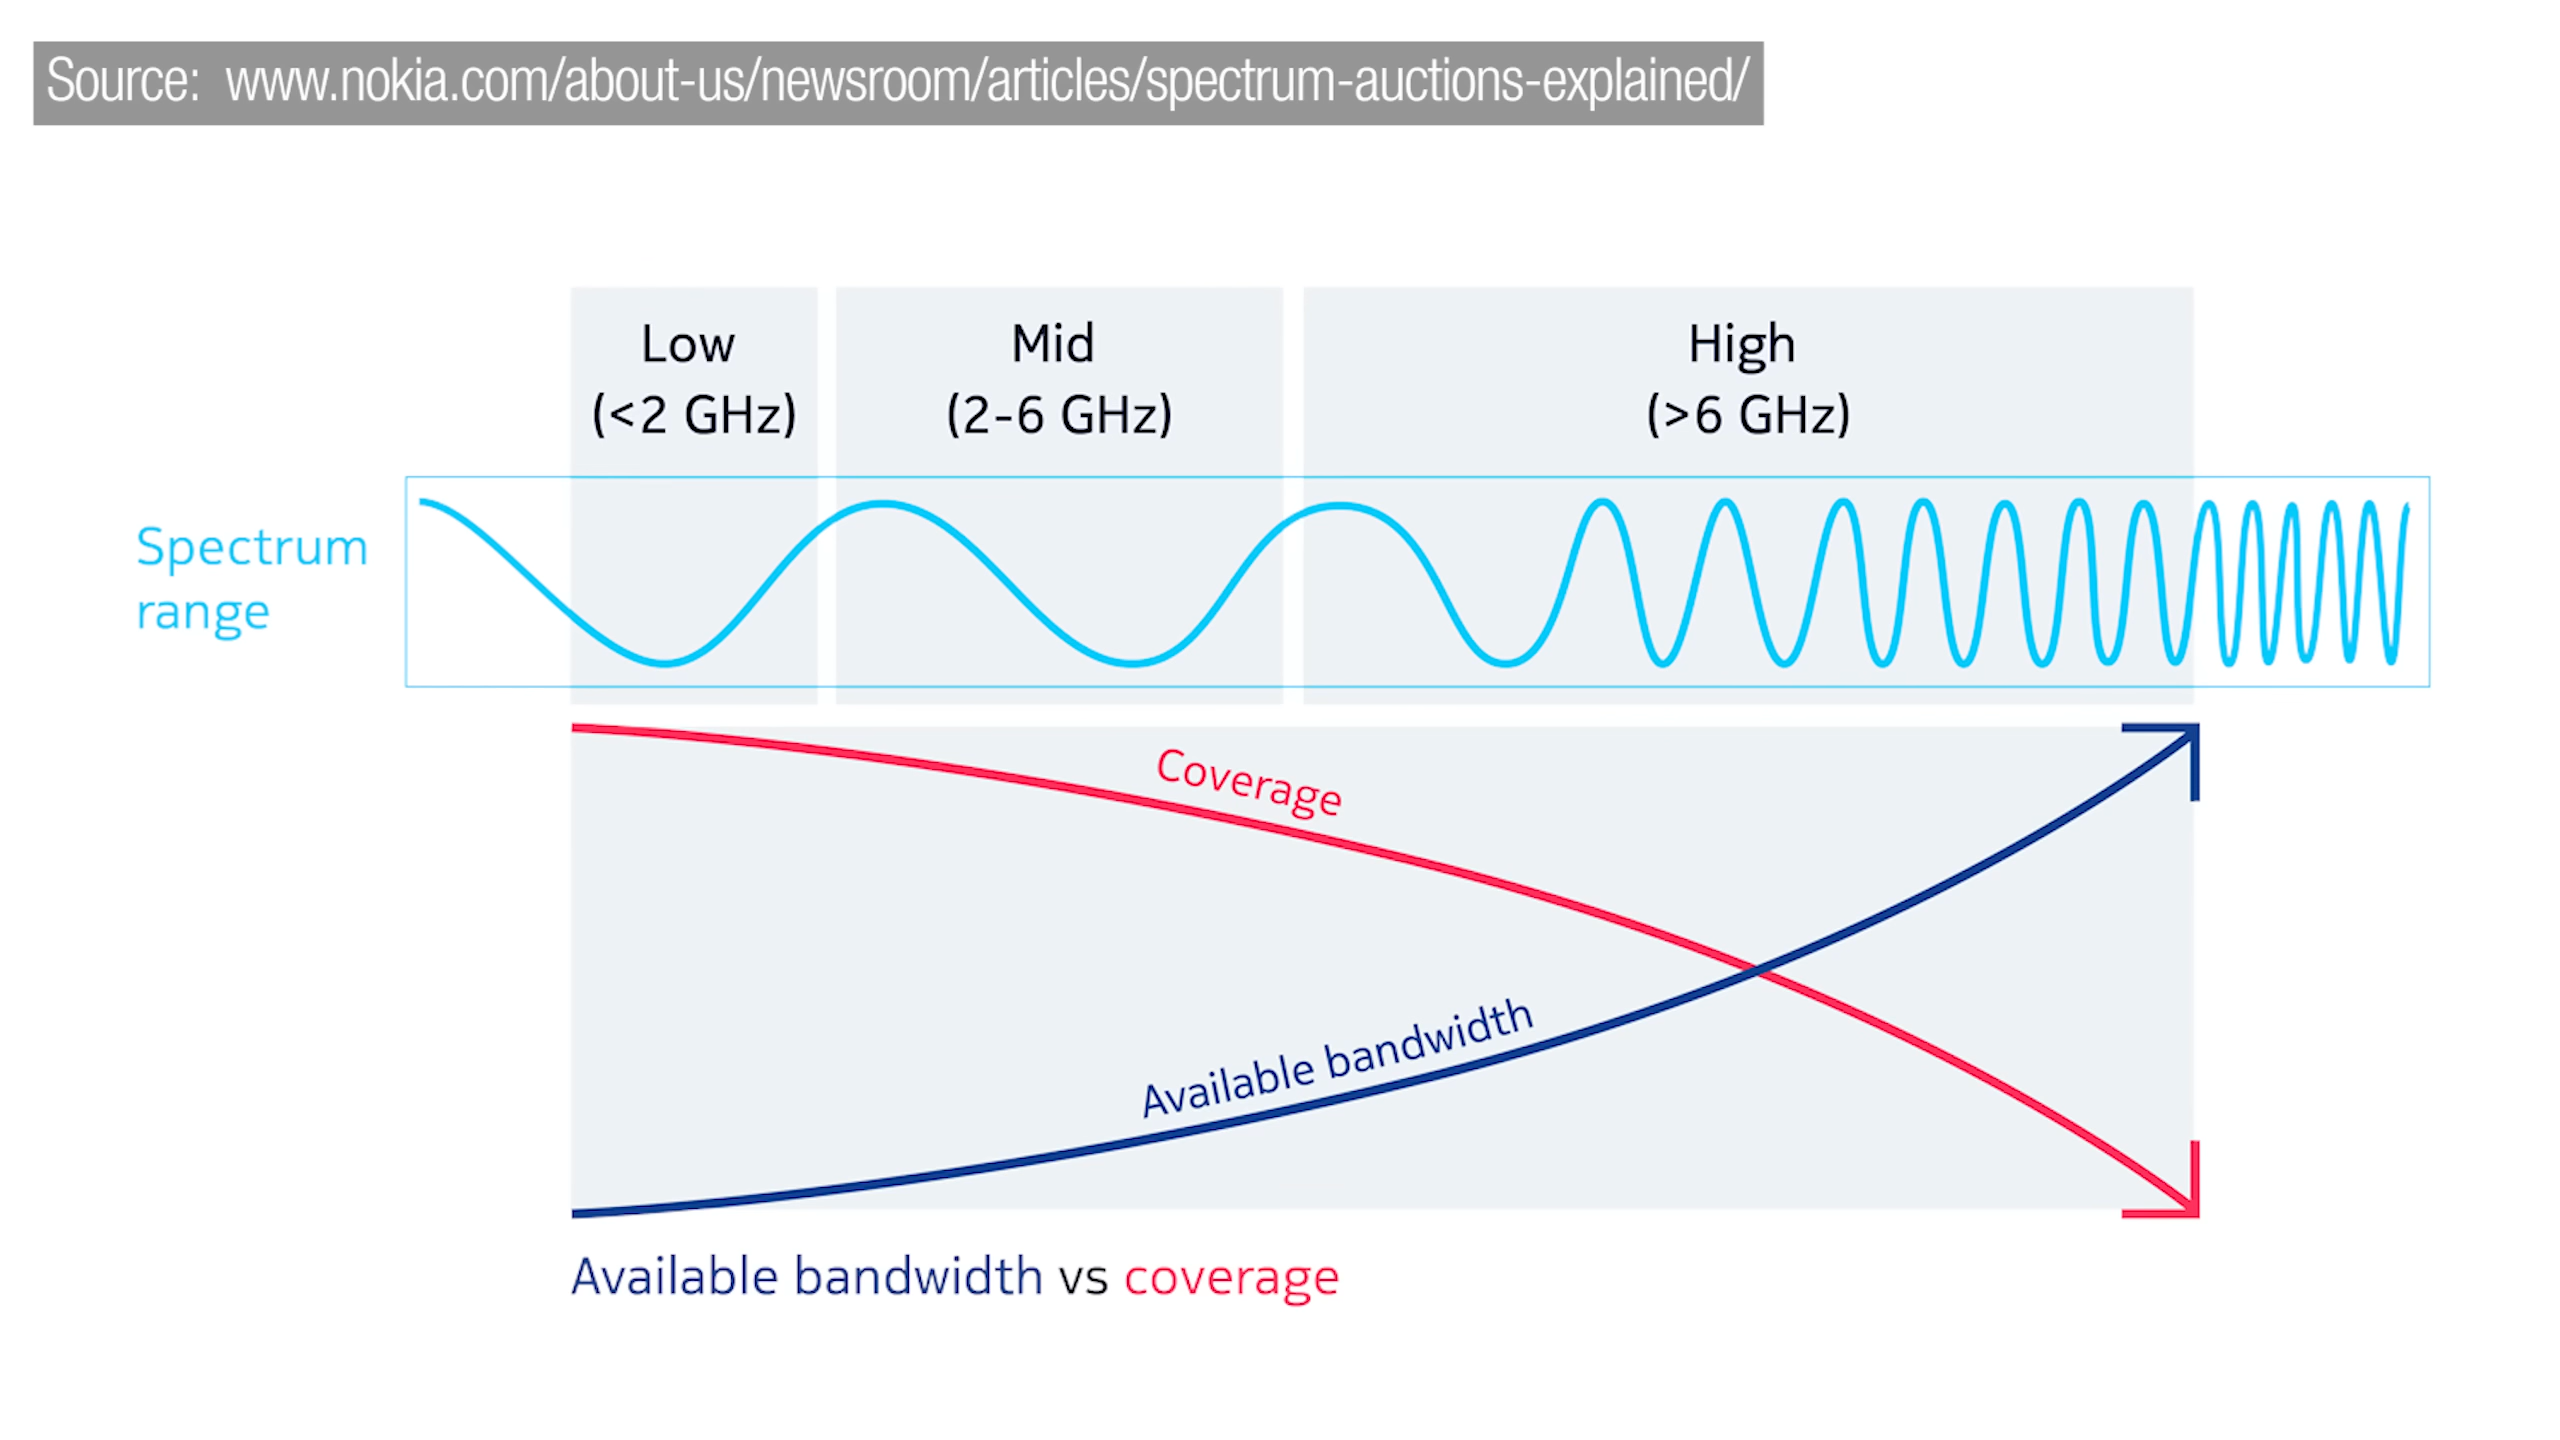 Source:  www.nokia.com/about-us/newsroom/articles/spectrum-auctions-explained/
Low
(<2 GHz)
Mid
(2-6 GHz)
High
(>6 GHz)
Spectrum
range
Coverage
Available bandwidth
Available bandwidth vs coverage